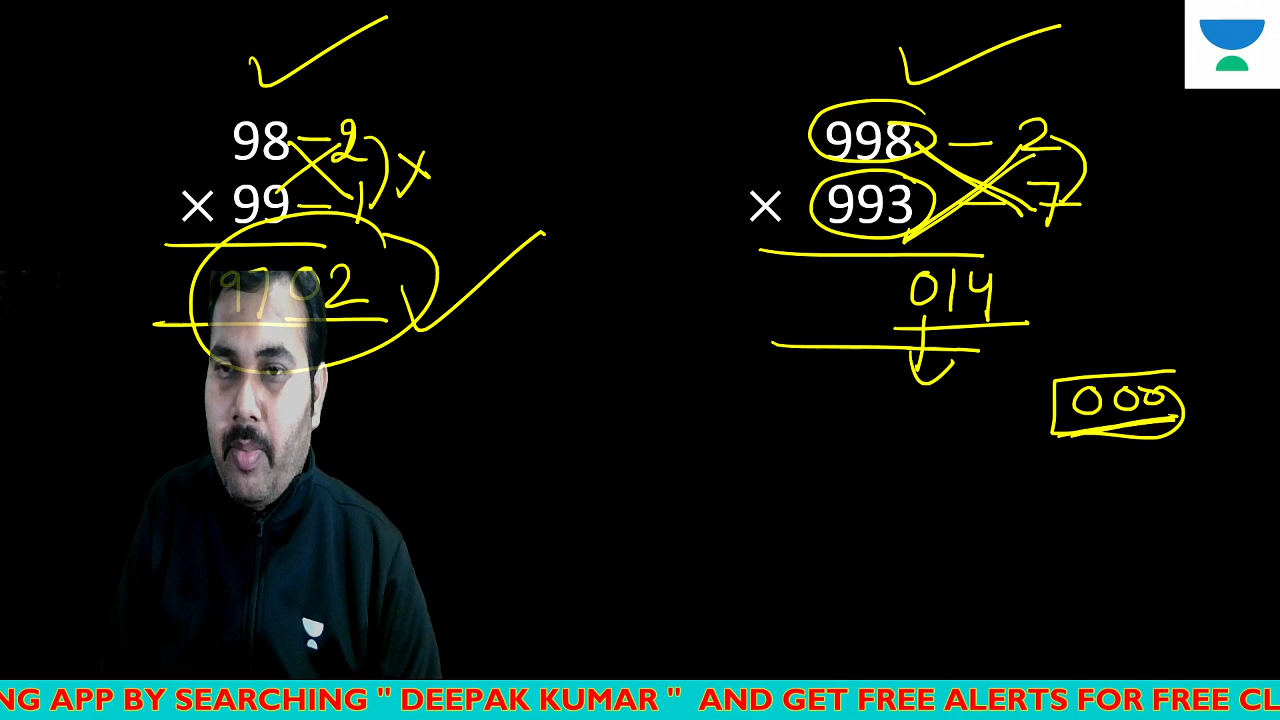 98 - 2
× 99 - 1
×
9702
998 - 2
× 993 - 7
014
000
NG APP BY SEARCHING " DEEPAK KUMAR " AND GET FREE ALERTS FOR FREE CL